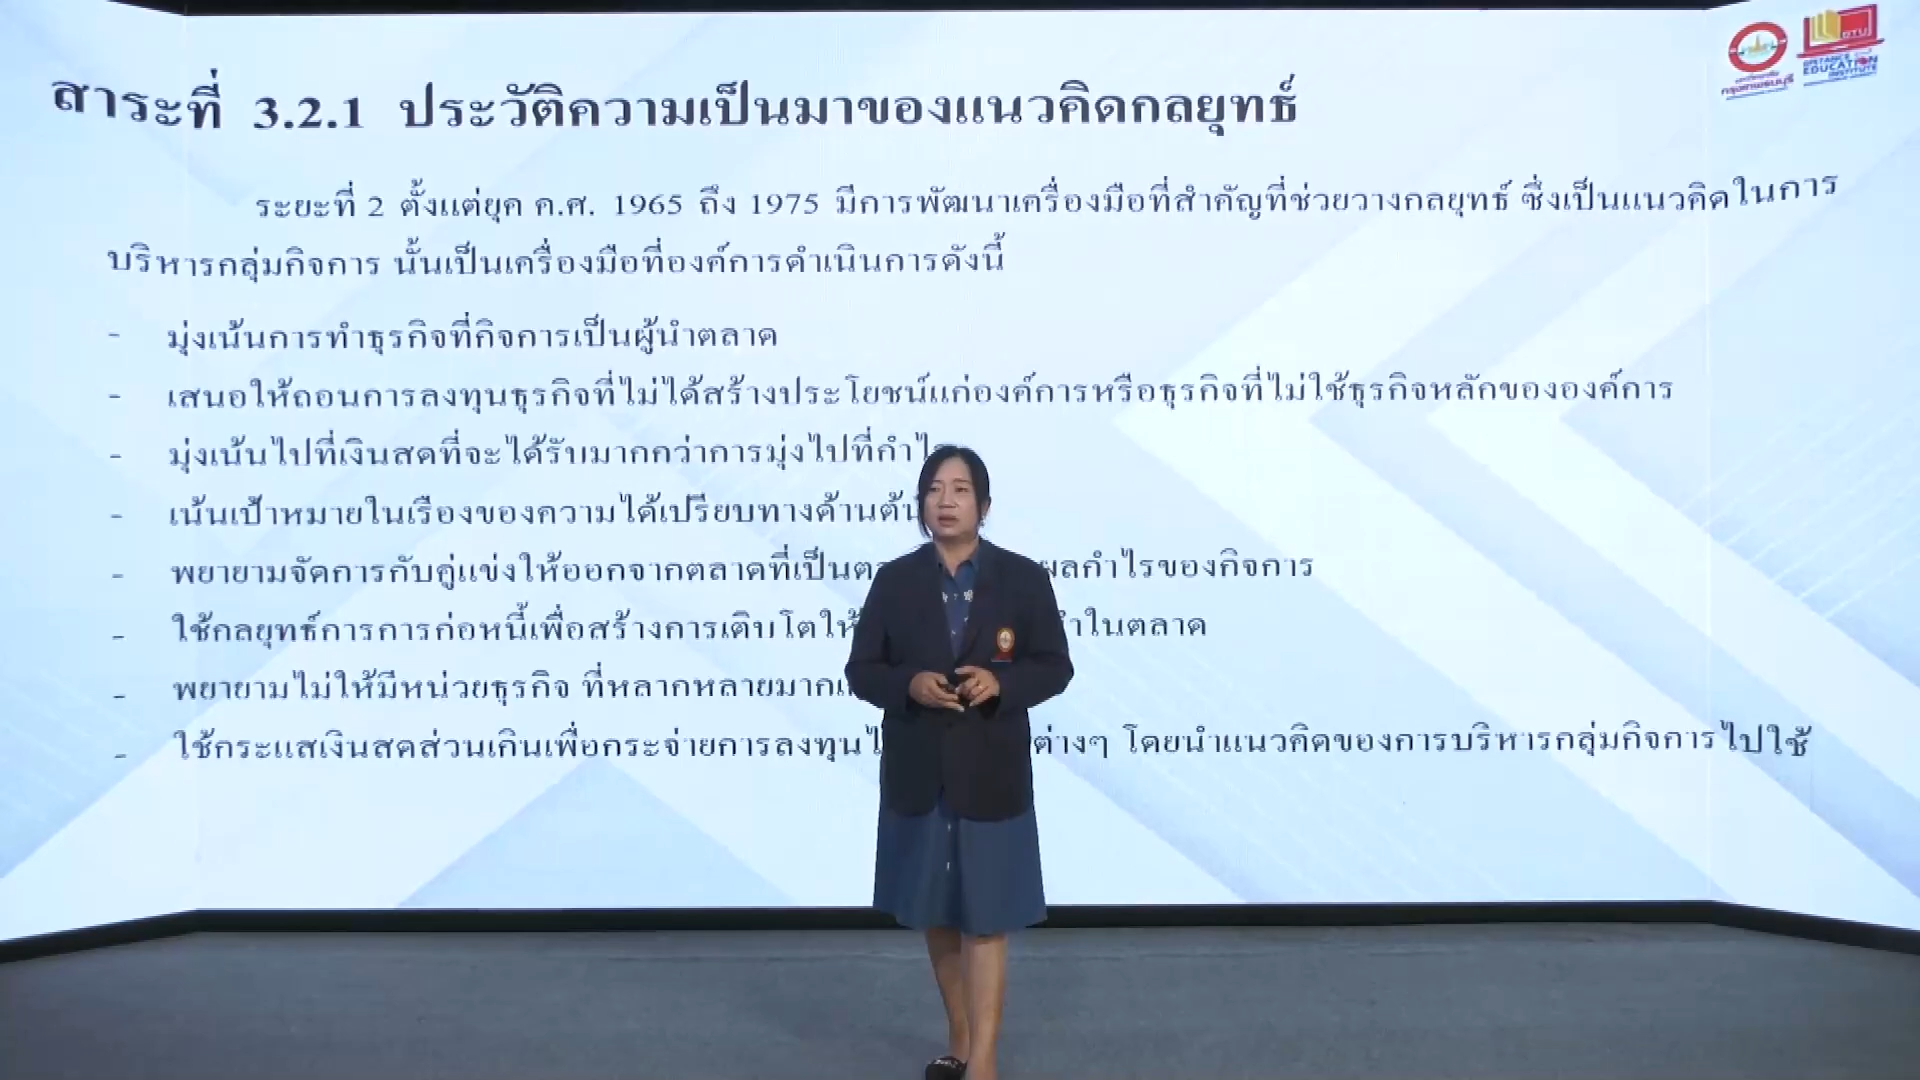 สาระที่ 3.2.1 ประวัติความเป็นมาของแนวคิดกลยุทธ์
ระยะที่ 2 ตั้งแต่ยุค ค.ศ. 1965 ถึง 1975 มีการพัฒนาเครื่องมือที่สำคัญที่ช่วยวางกลยุทธ์ ซึ่งเป็นแนวคิดในการ
บริหารกลุ่มกิจการ นั้นเป็นเครื่องมือที่องค์การดำเนินการดังนี้
- มุ่งเน้นการทำธุรกิจที่กิจการเป็นผู้นำตลาด
- เสนอให้ถอนการลงทุนธุรกิจที่ไม่ได้สร้างประโยชน์แก่องค์การหรือธุรกิจที่ไม่ใช้ธุรกิจหลักขององค์การ
- มุ่งเน้นไปที่เงินสดที่จะได้รับมากกว่าการมุ่งไปที่กำไร
- เน้นเป้าหมายในเรื่องของความได้เปรียบทางด้าน
- พยายามจัดการกับคู่แข่งให้ออกจากตลาดที่เป็น ผลกำไรของกิจการ
- ใช้กลยุทธ์การการก่อหนี้เพื่อสร้างการเติบโตให้ ในตลาด
- พยายามไม่ให้มีหน่วยธุรกิจ ที่หลากหลายมาก
- ใช้กระแสเงินสดส่วนเกินเพื่อกระจ่ายการลงทุน ต่างๆ โดยนำแนวคิดของการบริหารกลุ่มกิจการไปใช้
กรุงเทพธนบุรี
DISTANCE
EDUCATION
INSTITUTE